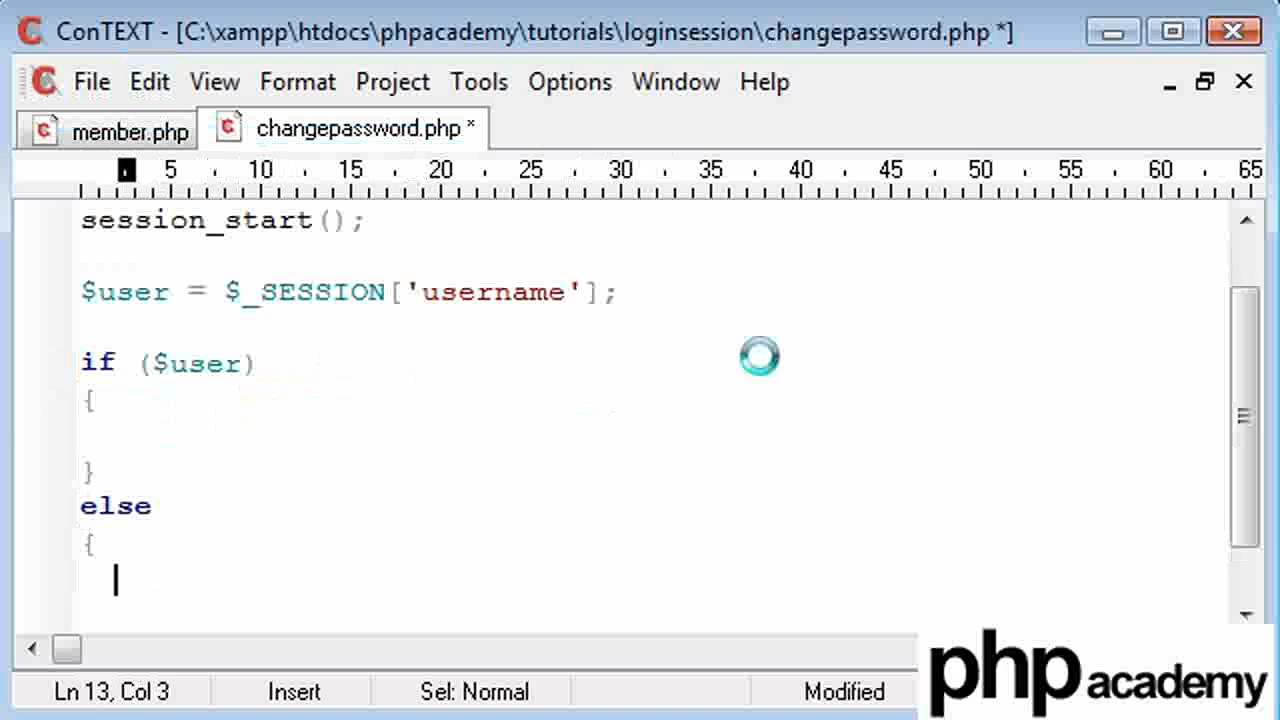 ConTEXT - [C:\xampp\htdocs\phpacademy\tutorials\loginsession\changepassword.php *]
File Edit View Format Project Tools Options Window Help
member.php changepassword.php *
5 10 15 20 25 30 35 40 45 50 55 60 65
session_start();
$user = $_SESSION['username'];
if ($user)
{
}
else
{
Ln 13, Col 3 Insert Sel: Normal Modified
php academy